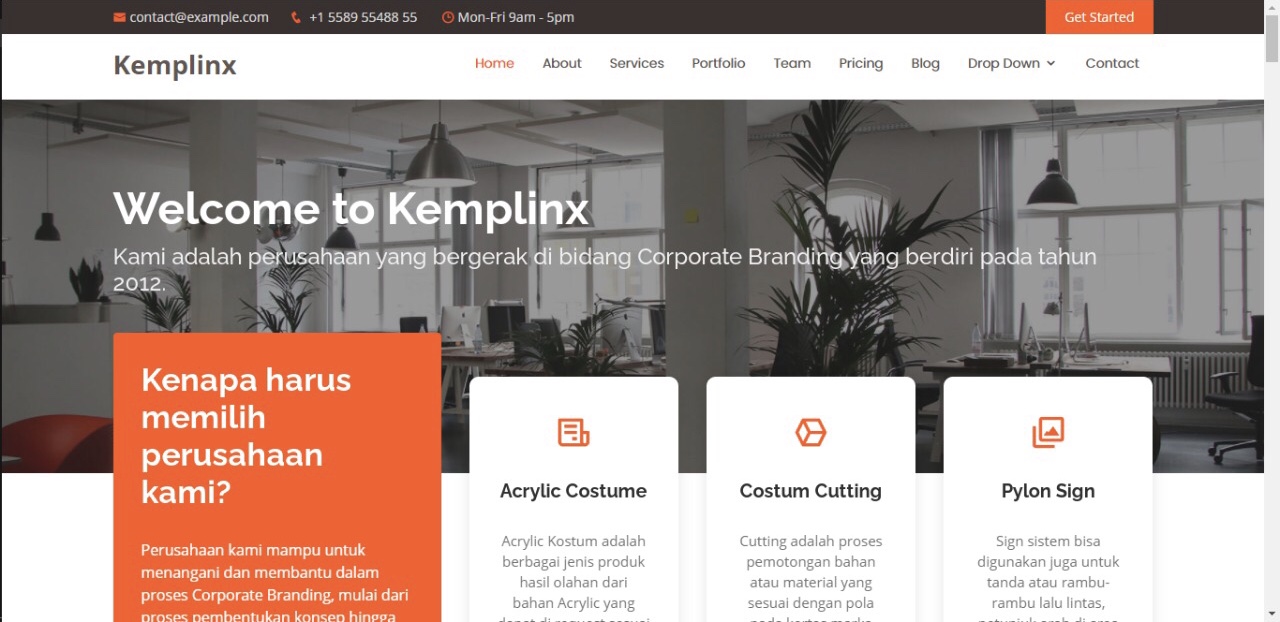 contact@example.com +1 5589 55488 55 Mon-Fri 9am - 5pm Get Started
Kemplinx Home About Services Portfolio Team Pricing Blog Drop Down Contact
Welcome to Kemplinx
Kami adalah perusahaan yang bergerak di bidang Corporate Branding yang berdiri pada tahun
2012.
Kenapa harus
memilih
perusahaan
kami?
Perusahaan kami mampu untuk
menangani dan membantu dalam
proses Corporate Branding, mulai dari
proses pembentukan konsep hingga
Acrylic Costume
Acrylic Kostum adalah
berbagai jenis produk
hasil olahan dari
bahan Acrylic yang
dapat di request sesuai
Costum Cutting
Cutting adalah proses
pemotongan bahan
atau material yang
sesuai dengan pola
Pylon Sign
Sign sistem bisa
digunakan juga untuk
tanda atau rambu-
rambu lalu lintas,